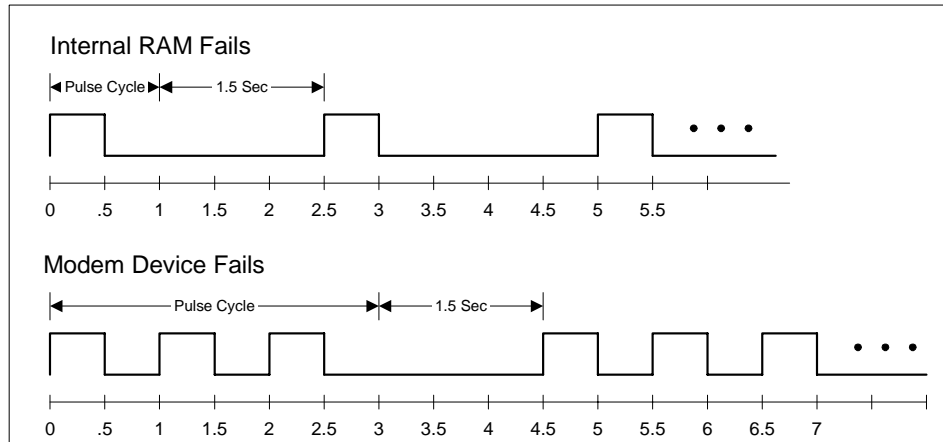 Internal RAM Fails
Pulse Cycle 1.5 Sec
0 .5 1 1.5 2 2.5 3 3.5 4 4.5 5 5.5
Modem Device Fails
Pulse Cycle 1.5 Sec
0 .5 1 1.5 2 2.5 3 3.5 4 4.5 5 5.5 6 6.5 7